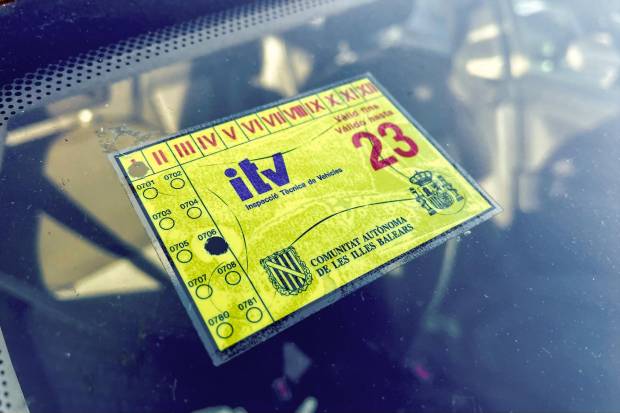 I II III IV V VI VII VIII IX X XI XII
Vàlid fins
Válido hasta
23
itv
Inspecció Tècnica de Vehicles
0701 0702
0703 0704
0705 0706
0707 0708
0780 0781
COMUNITAT AUTÒNOMA
DE LES ILLES BALEARS